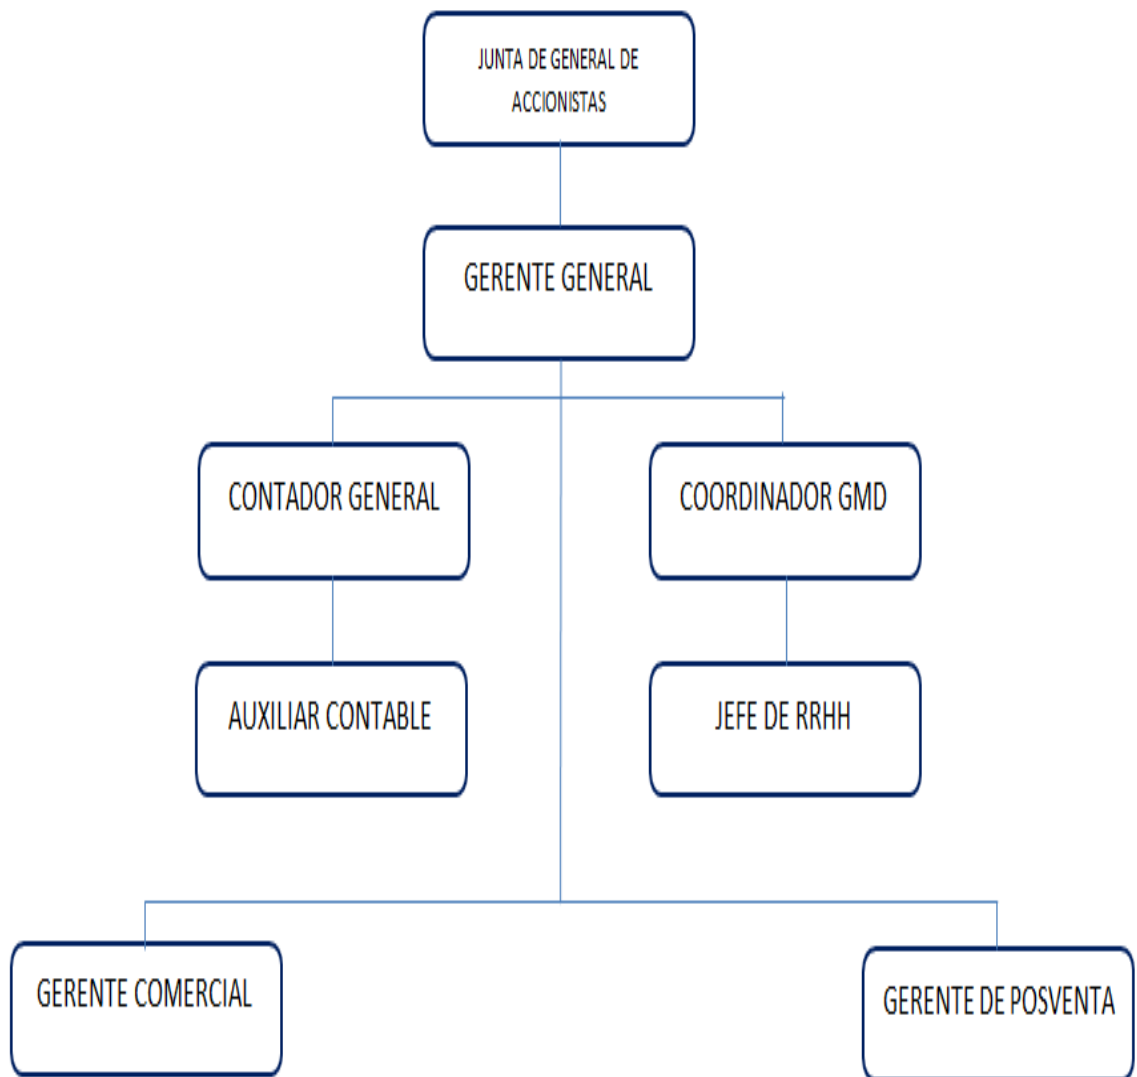 JUNTA DE GENERAL DE
ACCIONISTAS
GERENTE GENERAL
CONTADOR GENERAL
COORDINADOR GMD
AUXILIAR CONTABLE
JEFE DE RRHH
GERENTE COMERCIAL
GERENTE DE POSVENTA